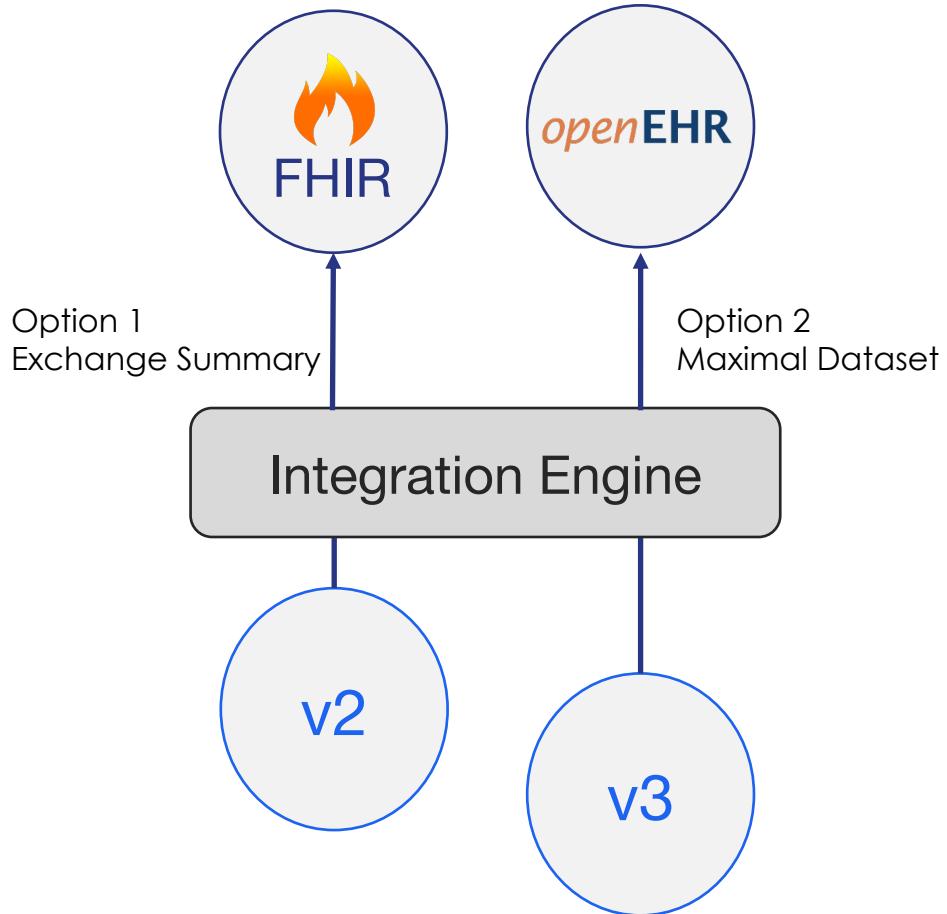 FHIR
openEHR
Option 1
Exchange Summary
Option 2
Maximal Dataset
Integration Engine
v2
v3